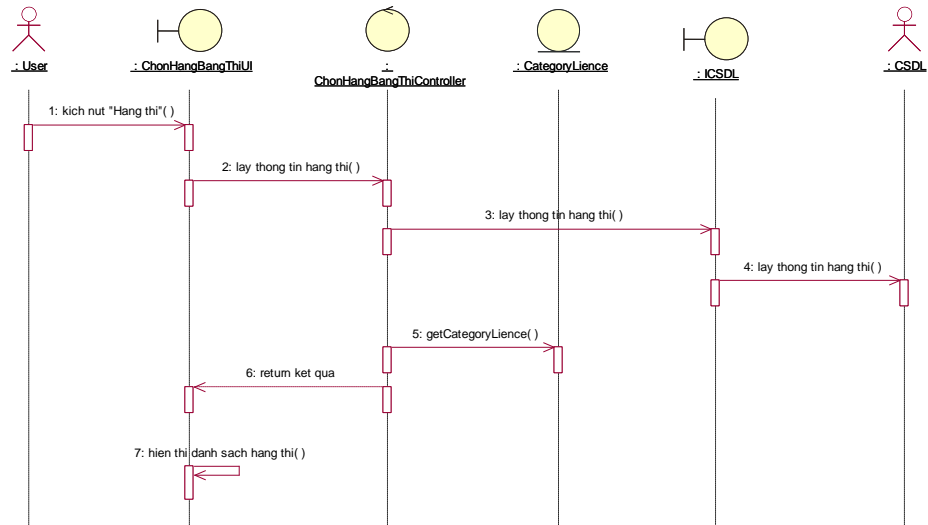 : User
: ChonHangBangThiUI
:
ChonHangBangThiController
: CategoryLience
: ICSDL
: CSDL
1: kich nut "Hang thi"( )
2: lay thong tin hang thi( )
3: lay thong tin hang thi( )
4: lay thong tin hang thi( )
5: getCategoryLience( )
6: return ket qua
7: hien thi danh sach hang thi( )